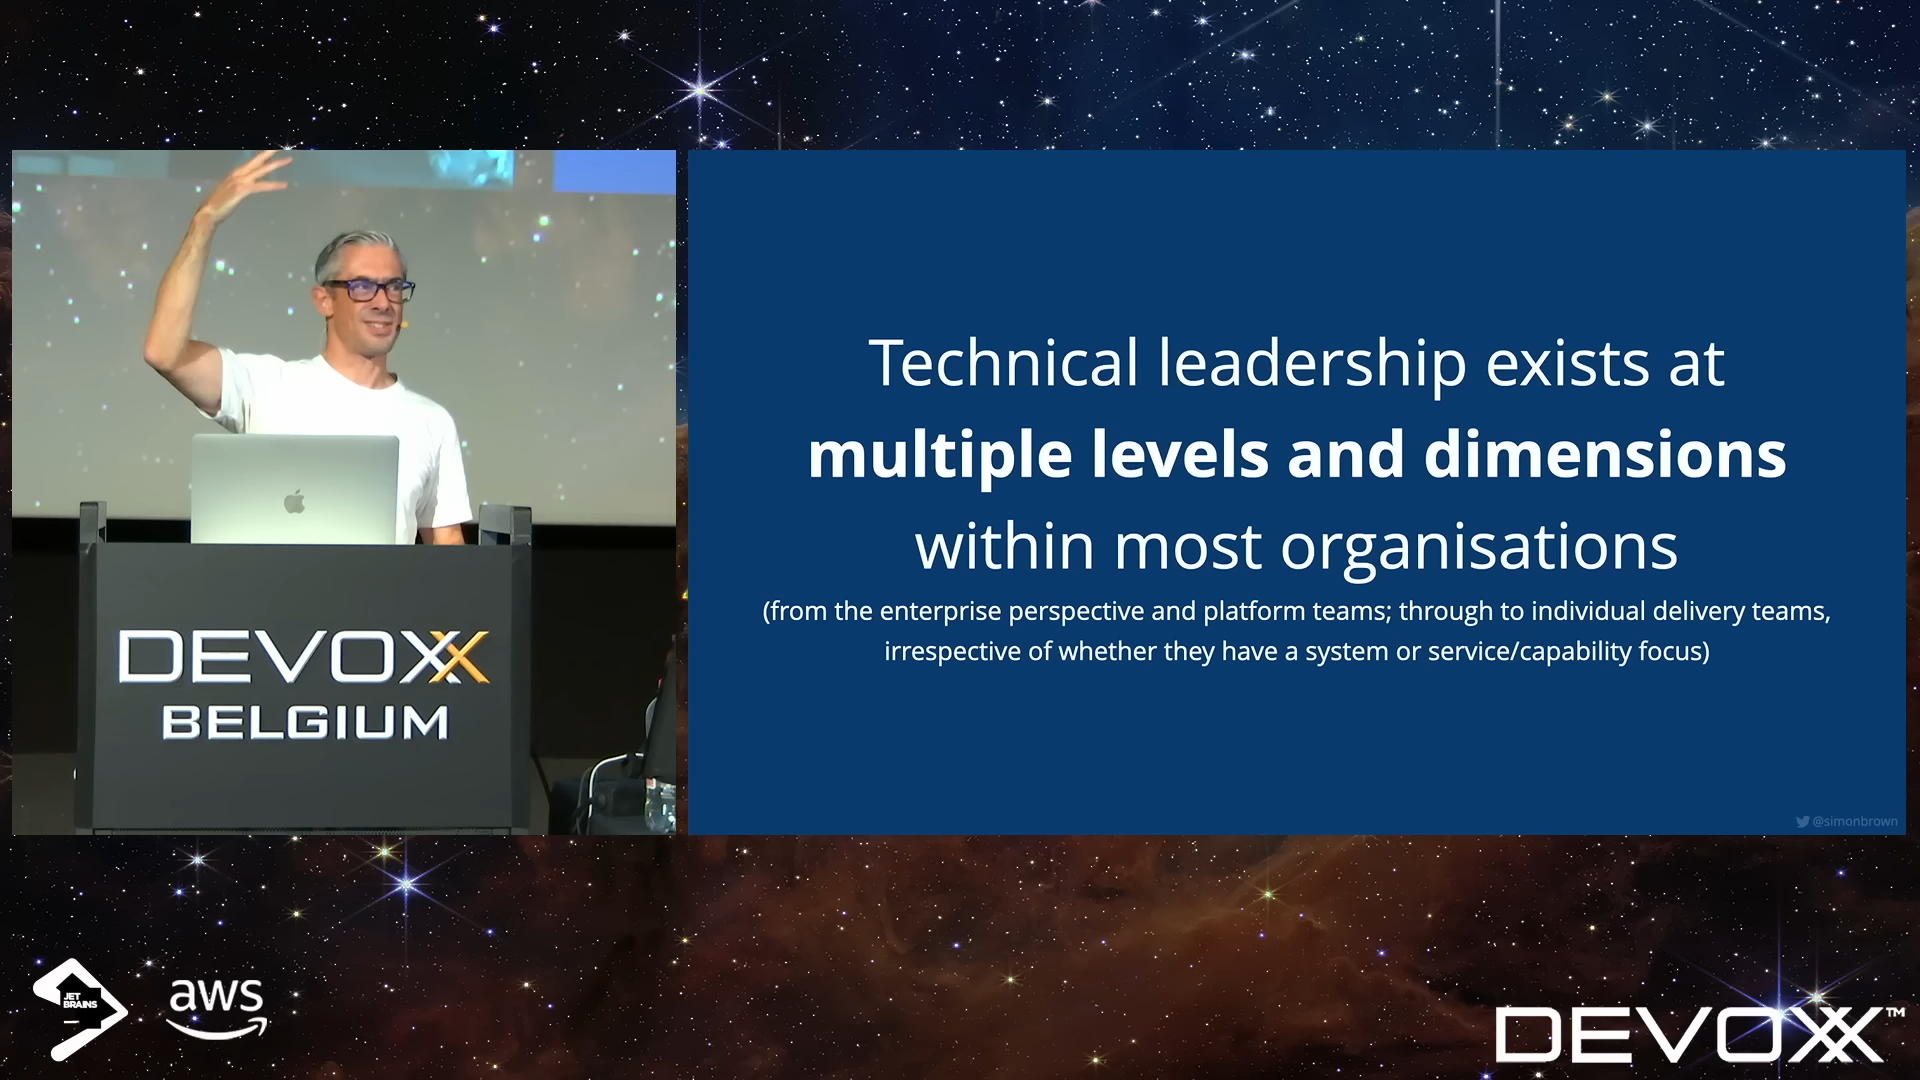 Technical leadership exists at
multiple levels and dimensions
within most organisations
(from the enterprise perspective and platform teams; through to individual delivery teams,
irrespective of whether they have a system or service/capability focus)
@simonbrown
DEVOXX
BELGIUM
JET
BRAINS
aws
DEVOXX™